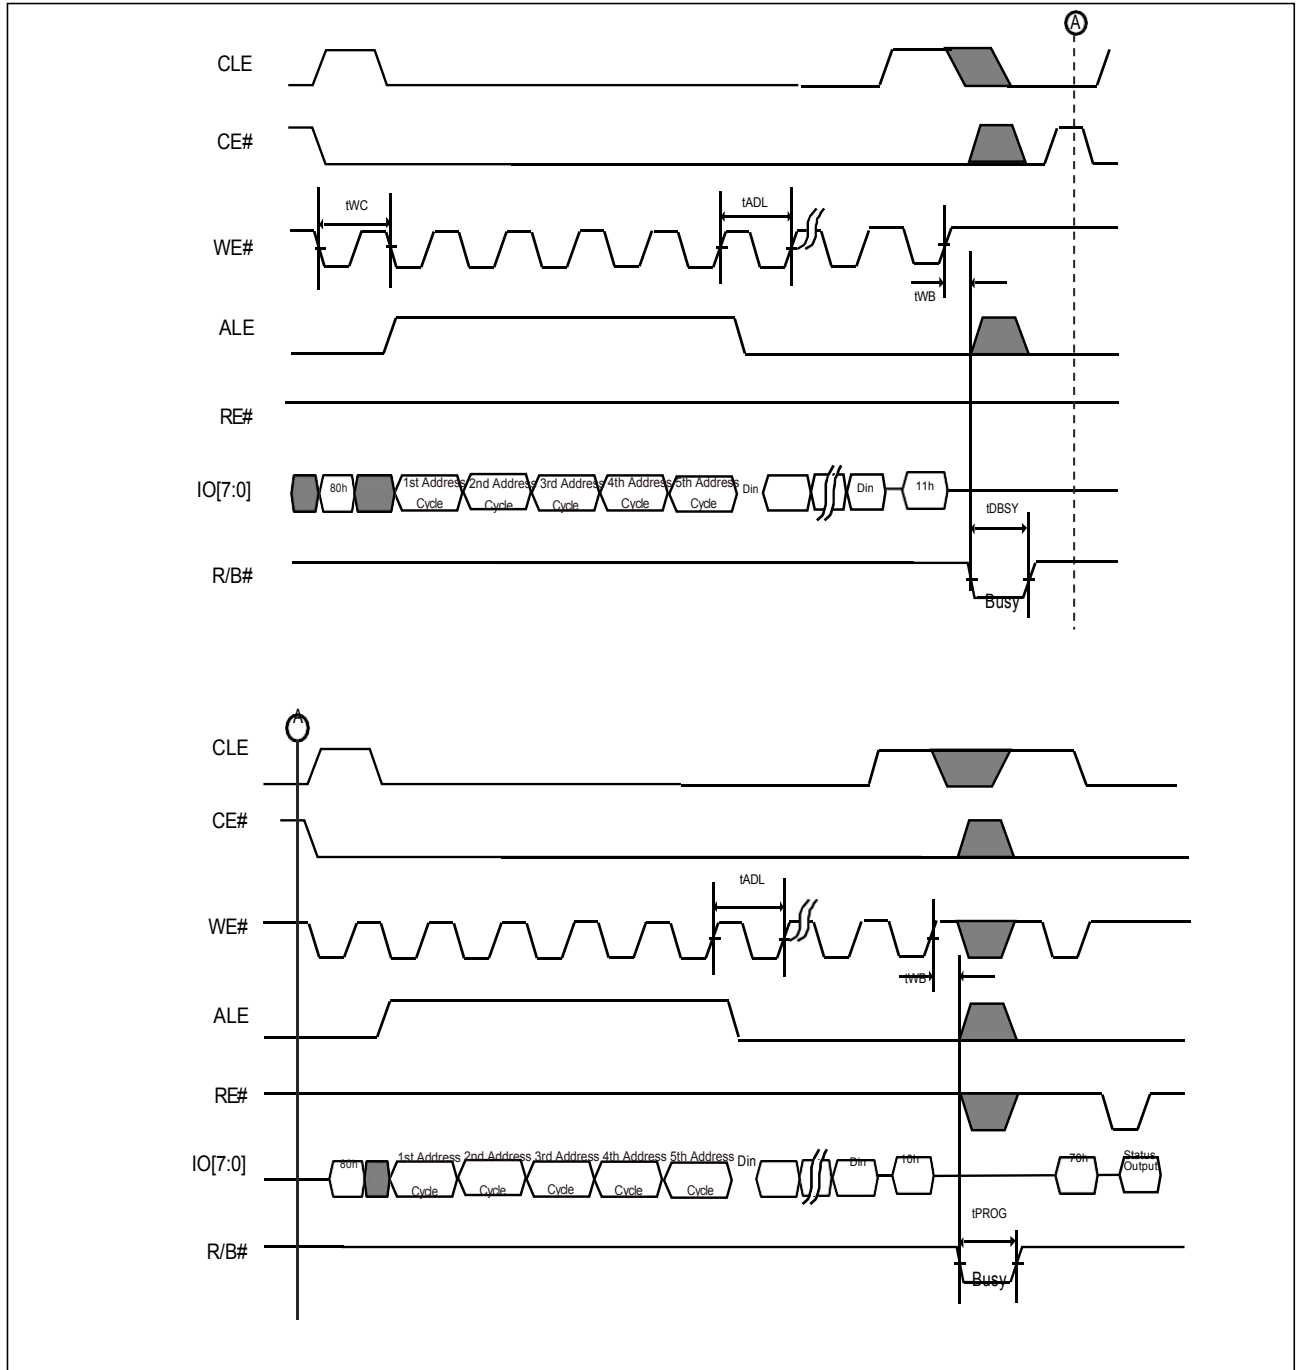 A
CLE
CE#
tWC
tADL
WE#
tWB
ALE
RE#
IO[7:0]
80h
1st Address Cycle
2nd Address Cycle
3rd Address Cycle
4th Address Cycle
5th Address Cycle
Din
Din
11h
tDBSY
R/B#
Busy
A
CLE
CE#
tADL
WE#
tWB
ALE
RE#
IO[7:0]
80h
1st Address Cycle
2nd Address Cycle
3rd Address Cycle
4th Address Cycle
5th Address Cycle
Din
Din
10h
70h
Status Output
tPROG
R/B#
Busy